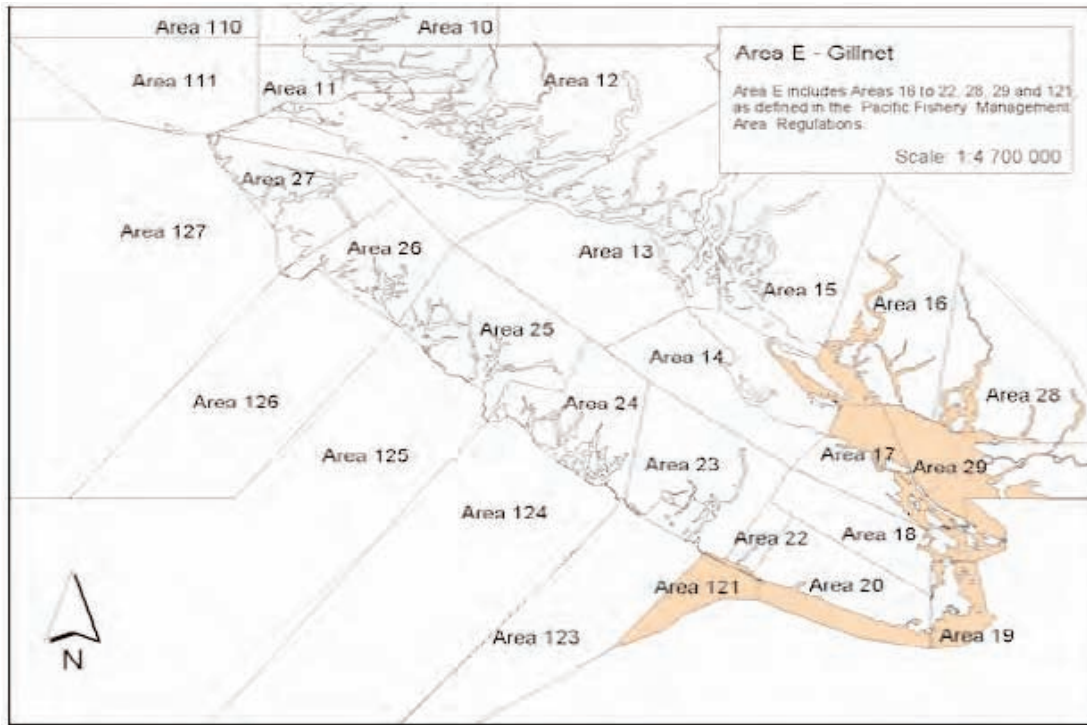 Area 110
Area 10
Area E - Gillnet
Area 111
Area 11
Area 12
Area E includes Areas 16 to 22, 28, 29 and 121
as defined in the Pacific Fishery Management
Area Regulations.
Scale: 1:4 700 000
Area 27
Area 127
Area 26
Area 13
Area 15
Area 16
Area 25
Area 14
Area 126
Area 24
Area 28
Area 125
Area 23
Area 17
Area 29
Area 124
Area 22
Area 18
Area 121
Area 20
Area 123
Area 19
N